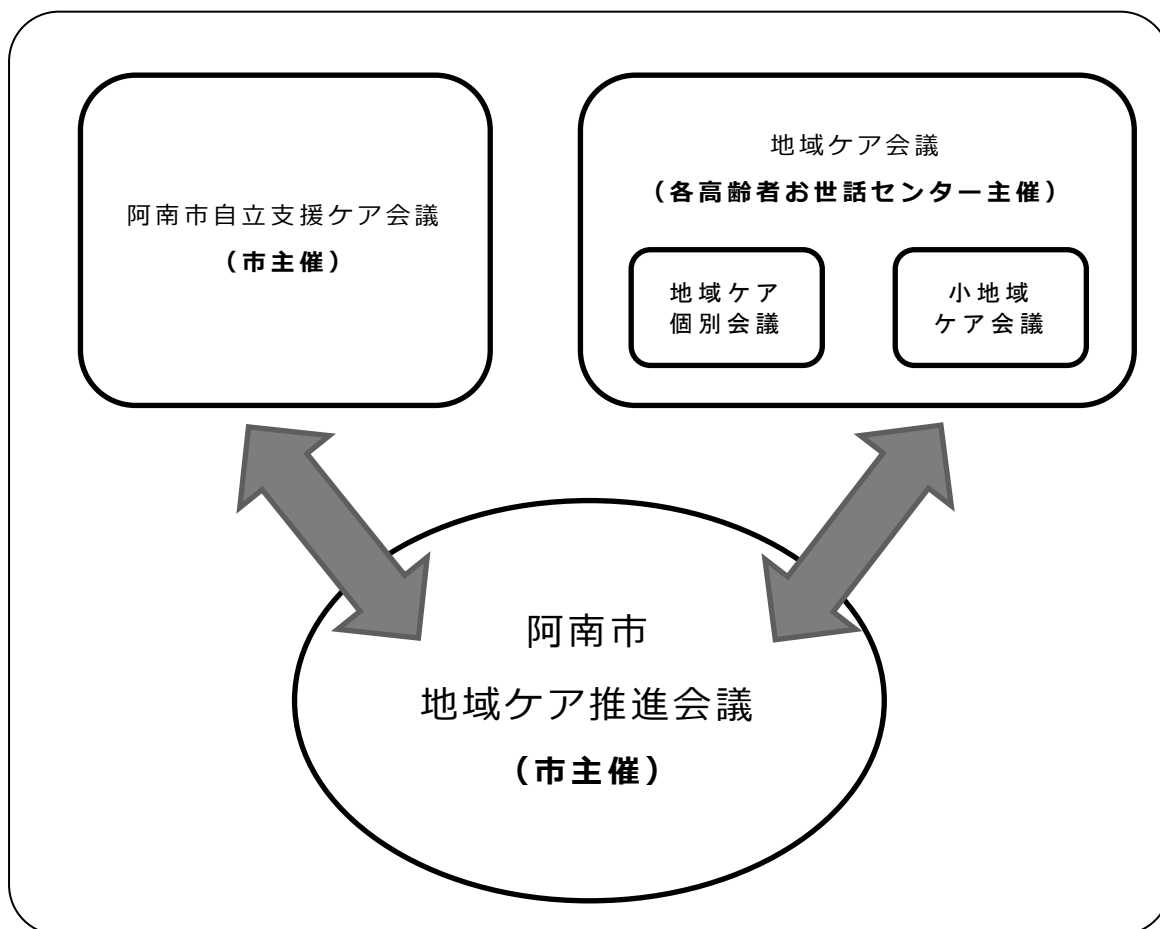 阿南市自立支援ケア会議
（市主催）
地域ケア会議
（各高齢者お世話センター主催）
地域ケア
個別会議
小地域
ケア会議
阿南市
地域ケア推進会議
（市主催）